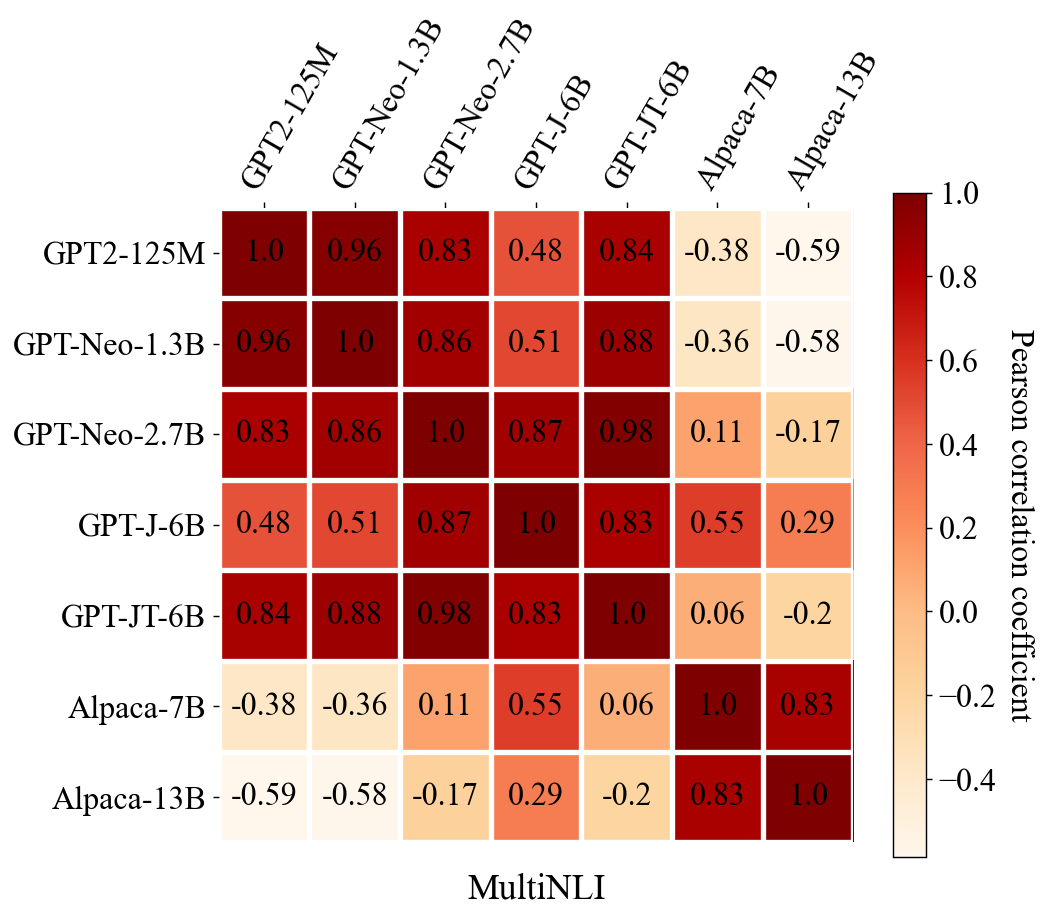 GPT2-125M GPT-Neo-1.3B GPT-Neo-2.7B GPT-J-6B GPT-JT-6B Alpaca-7B Alpaca-13B
GPT2-125M 1.0 0.96 0.83 0.48 0.84 -0.38 -0.59
GPT-Neo-1.3B 0.96 1.0 0.86 0.51 0.88 -0.36 -0.58
GPT-Neo-2.7B 0.83 0.86 1.0 0.87 0.98 0.11 -0.17
GPT-J-6B 0.48 0.51 0.87 1.0 0.83 0.55 0.29
GPT-JT-6B 0.84 0.88 0.98 0.83 1.0 0.06 -0.2
Alpaca-7B -0.38 -0.36 0.11 0.55 0.06 1.0 0.83
Alpaca-13B -0.59 -0.58 -0.17 0.29 -0.2 0.83 1.0
MultiNLI
1.0
0.8
0.6
0.4
0.2
0.0
−0.2
−0.4
Pearson correlation coefficient